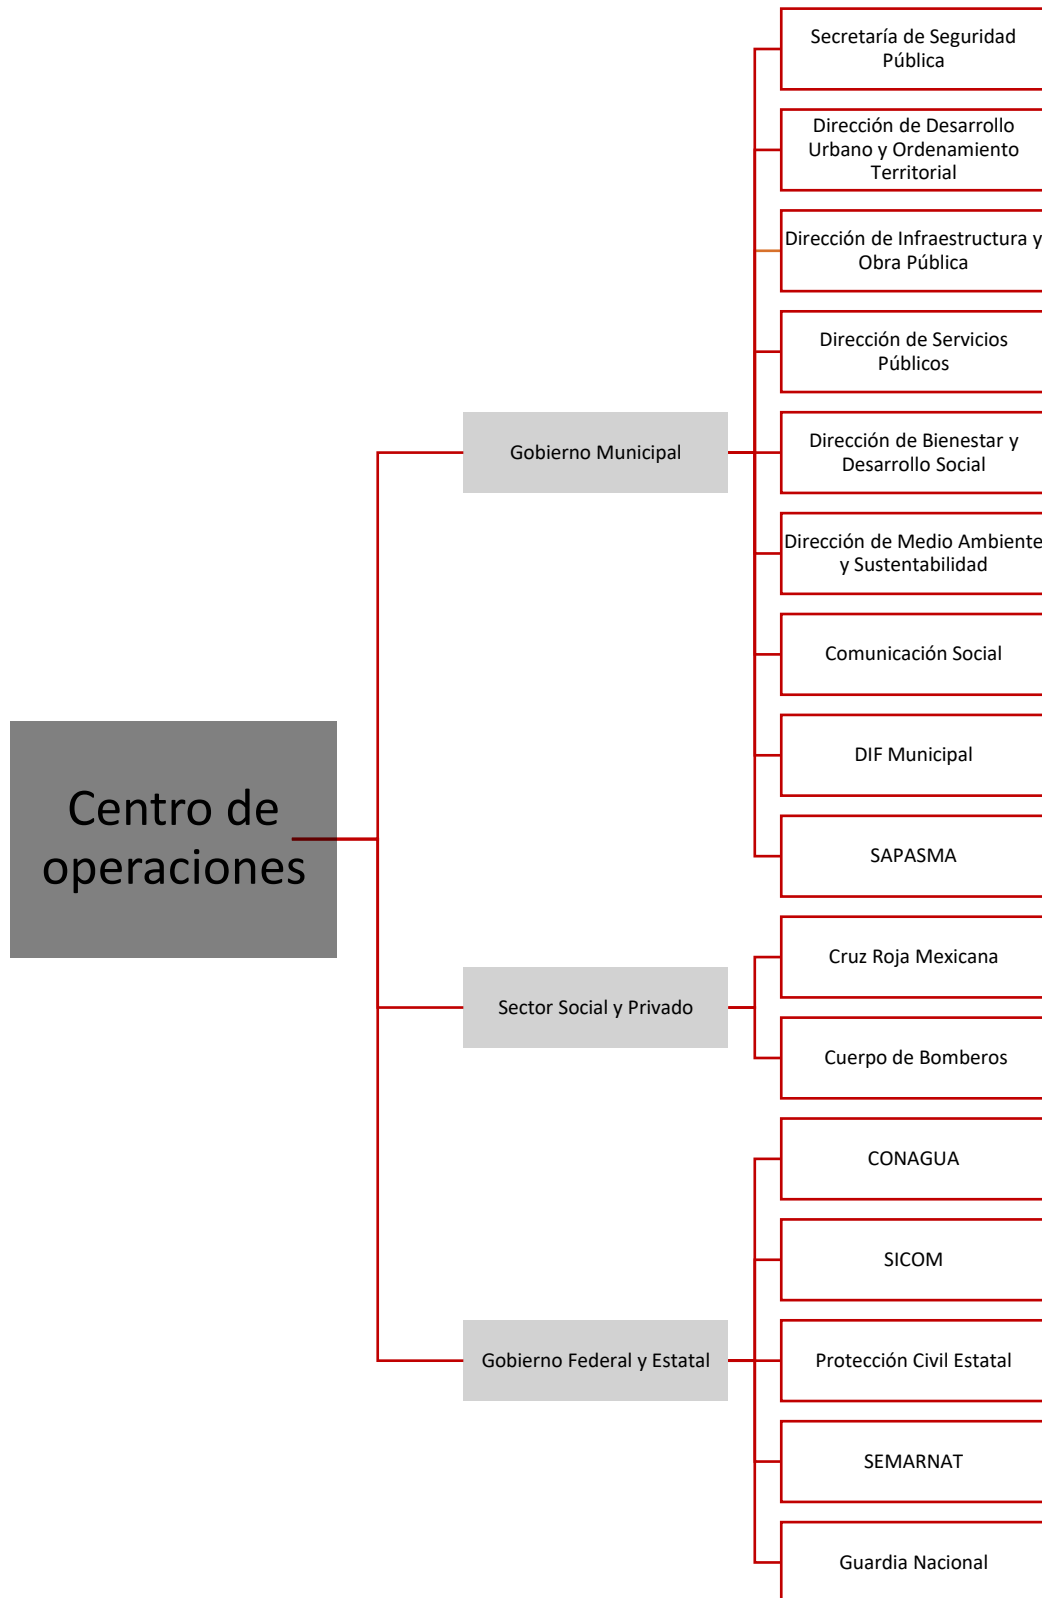 Secretaría de Seguridad
Pública
Dirección de Desarrollo
Urbano y Ordenamiento
Territorial
Dirección de Infraestructura y
Obra Pública
Dirección de Servicios
Públicos
Gobierno Municipal
Dirección de Bienestar y
Desarrollo Social
Dirección de Medio Ambiente
y Sustentabilidad
Comunicación Social
DIF Municipal
Centro de
operaciones
SAPASMA
Cruz Roja Mexicana
Sector Social y Privado
Cuerpo de Bomberos
CONAGUA
SICOM
Gobierno Federal y Estatal
Protección Civil Estatal
SEMARNAT
Guardia Nacional